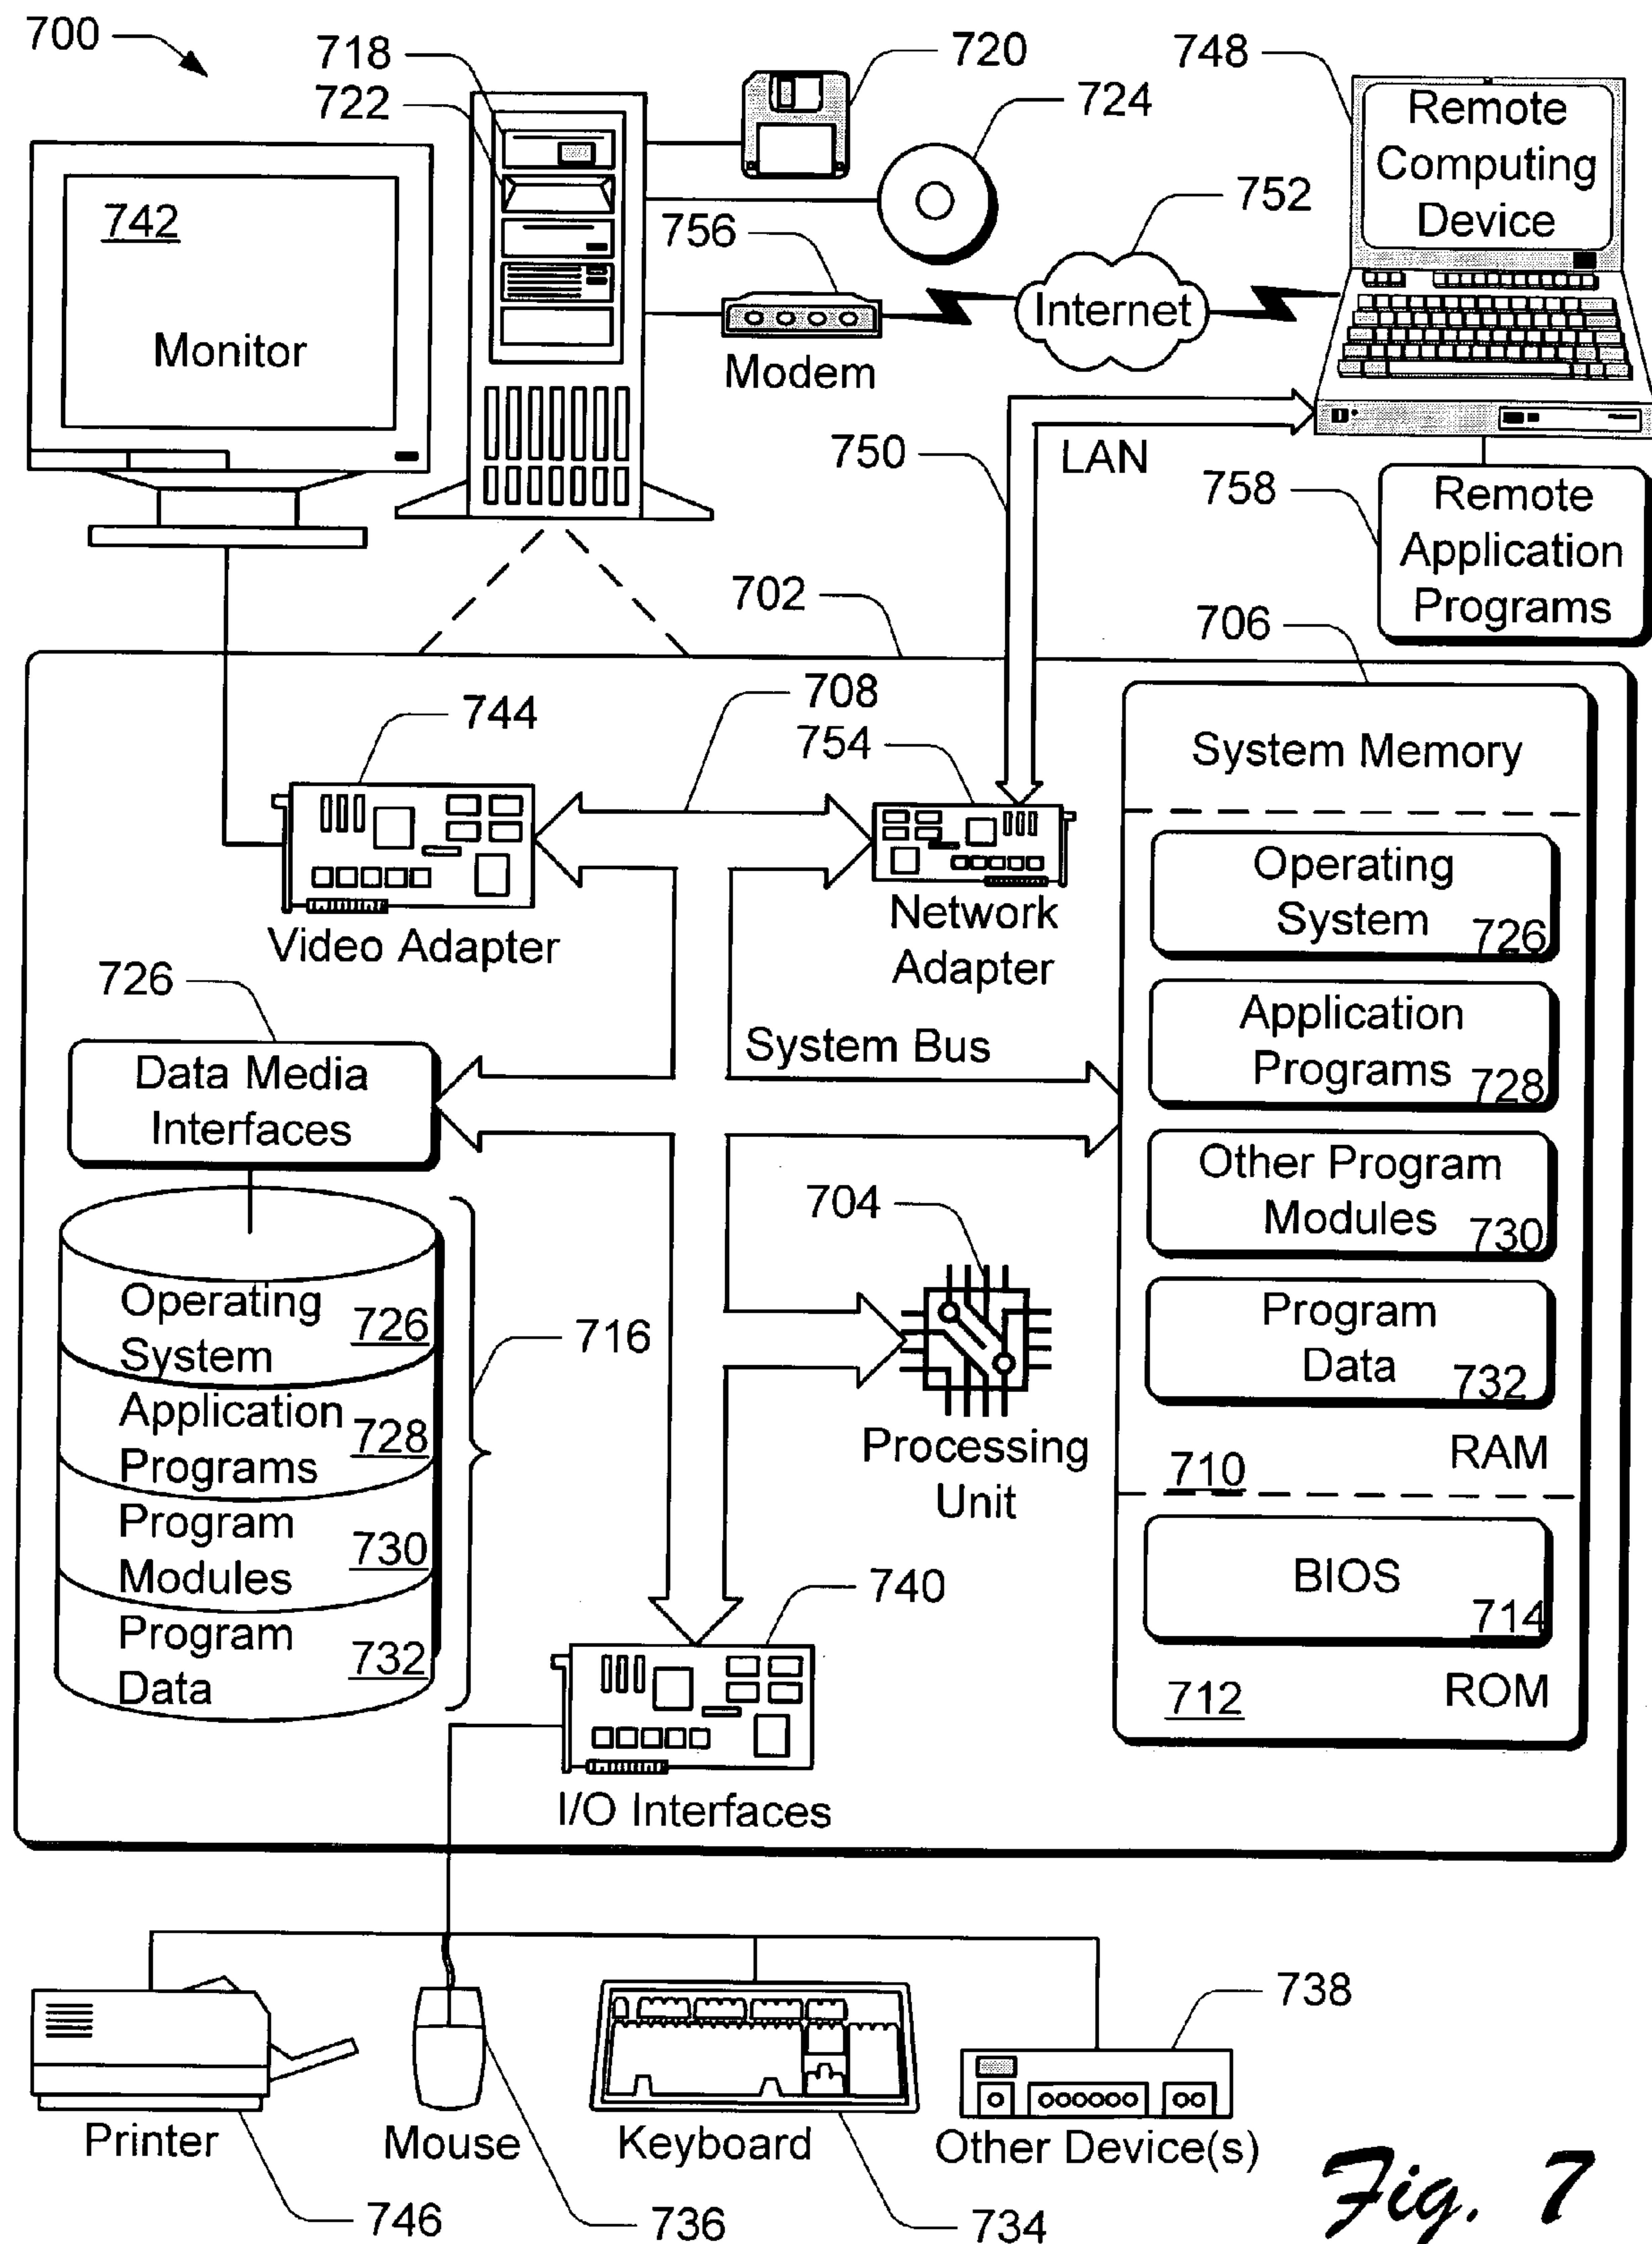 700
718
720
748
722
724
Remote
Computing
Device
742
756
752
Monitor
Internet
Modem
750
LAN
758
Remote
Application
Programs
702
706
744
708
754
System Memory
Operating
System 726
Video Adapter
Network
Adapter
726
Application
Programs 728
System Bus
Data Media
Interfaces
Other Program
Modules 730
704
Operating
System 726
716
Program
Data 732
Application
Programs 728
Processing
Unit
710 RAM
Program
Modules 730
BIOS
714
740
Program
Data 732
712 ROM
I/O Interfaces
738
Printer
Mouse
Keyboard
Other Device(s)
746
736
734
Fig. 7